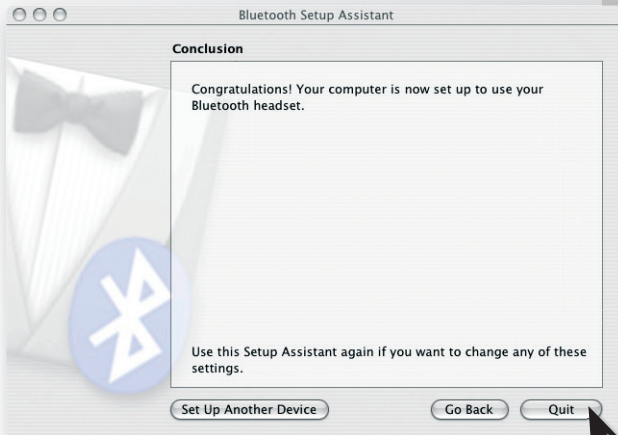 Bluetooth Setup Assistant
Conclusion
Congratulations! Your computer is now set up to use your
Bluetooth headset.
Use this Setup Assistant again if you want to change any of these
settings.
Set Up Another Device
Go Back
Quit